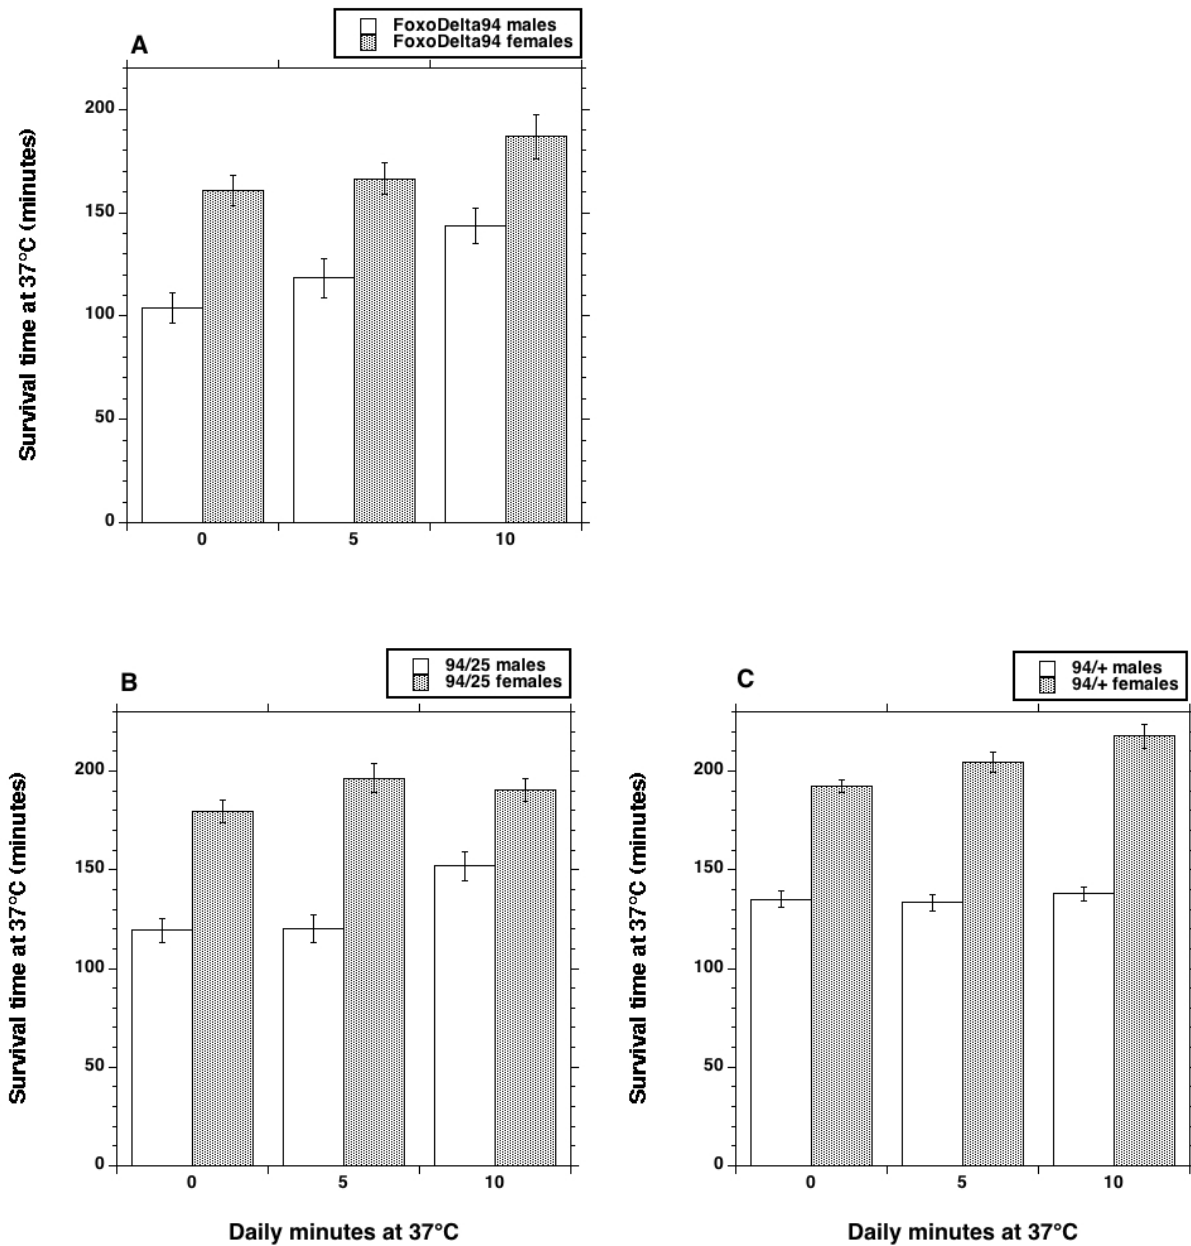 A
FoxoDelta94 males
FoxoDelta94 females
Survival time at 37°C (minutes)
200
150
100
50
0
0 5 10
B
94/25 males
94/25 females
Survival time at 37°C (minutes)
200
150
100
50
0
0 5 10
Daily minutes at 37°C
C
94/+ males
94/+ females
Survival time at 37°C (minutes)
200
150
100
50
0
0 5 10
Daily minutes at 37°C